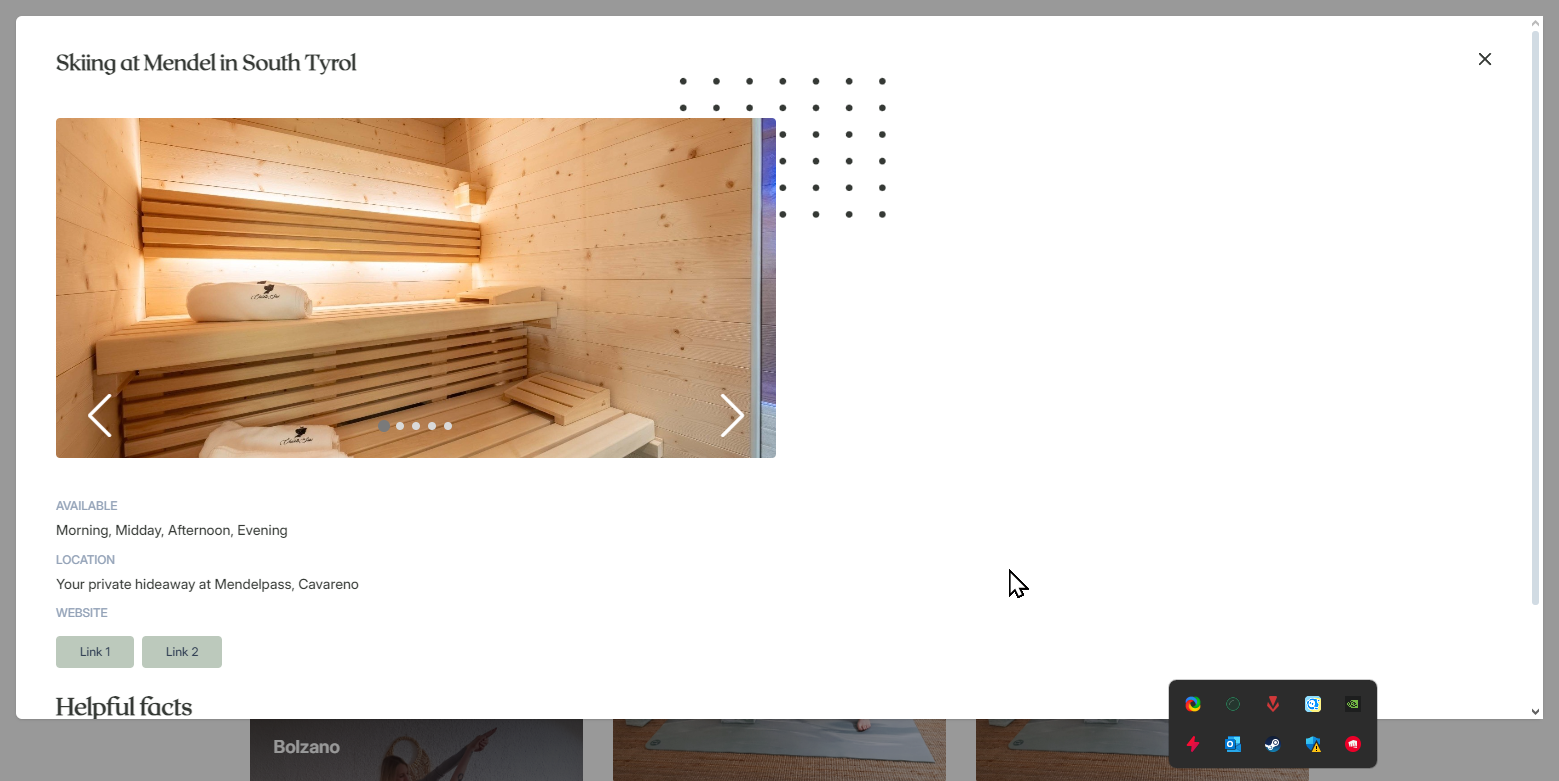 Skiing at Mendel in South Tyrol
AVAILABLE
Morning, Midday, Afternoon, Evening
LOCATION
Your private hideaway at Mendelpass, Cavareno
WEBSITE
Link 1
Link 2
Helpful facts
Bolzano